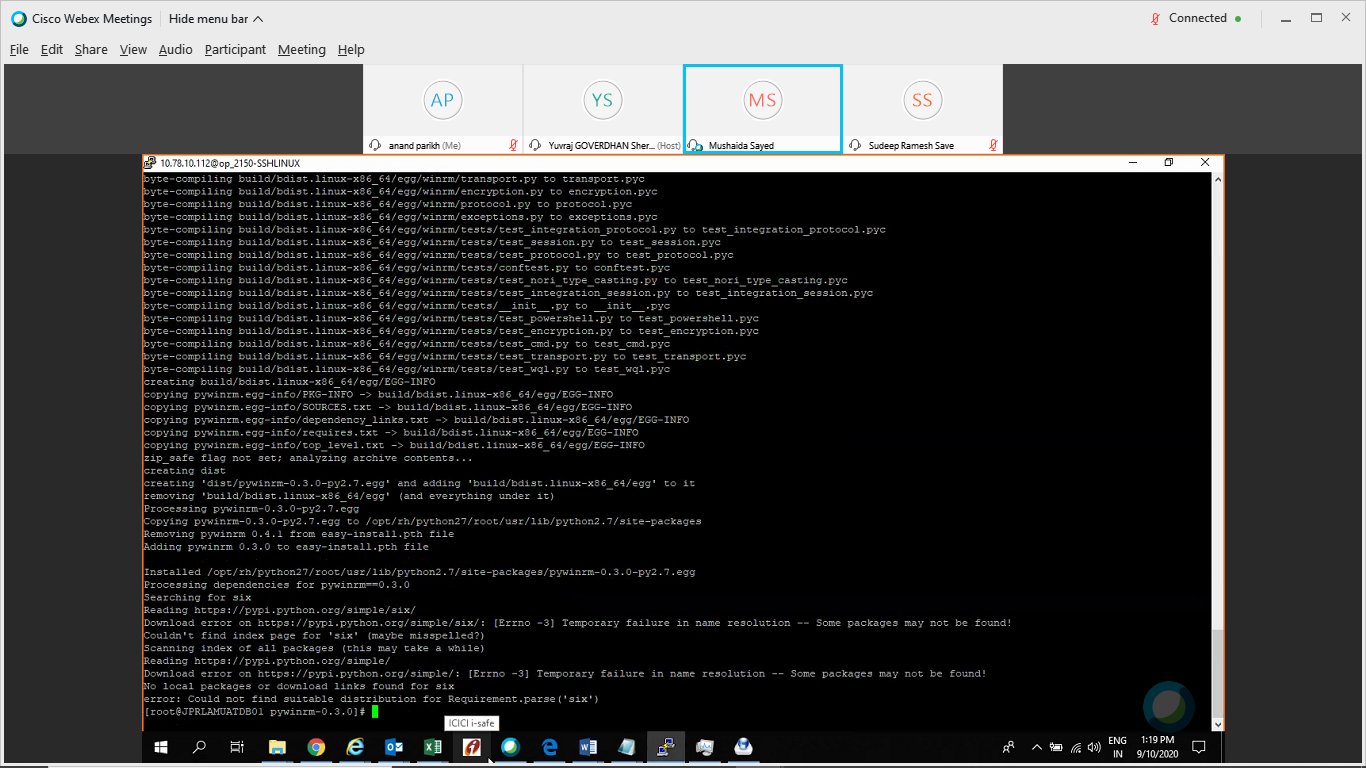 Cisco Webex Meetings
Hide menu bar
Connected
File Edit Share View Audio Participant Meeting Help
AP YS MS SS
anand parikh (Me)
Yuvraj GOVERDHAN Sher... (Host)
Mushaida Sayed
Sudeep Ramesh Save
10.78.10.112@op_2150-SSHLINUX
byte-compiling build/bdist.linux-x86_64/egg/winrm/transport.py to transport.pyc
byte-compiling build/bdist.linux-x86_64/egg/winrm/encryption.py to encryption.pyc
byte-compiling build/bdist.linux-x86_64/egg/winrm/protocol.py to protocol.pyc
byte-compiling build/bdist.linux-x86_64/egg/winrm/exceptions.py to exceptions.pyc
byte-compiling build/bdist.linux-x86_64/egg/winrm/tests/test_integration_protocol.py to test_integration_protocol.pyc
byte-compiling build/bdist.linux-x86_64/egg/winrm/tests/test_session.py to test_session.pyc
byte-compiling build/bdist.linux-x86_64/egg/winrm/tests/test_protocol.py to test_protocol.pyc
byte-compiling build/bdist.linux-x86_64/egg/winrm/tests/conftest.py to conftest.pyc
byte-compiling build/bdist.linux-x86_64/egg/winrm/tests/test_nori_type_casting.py to test_nori_type_casting.pyc
byte-compiling build/bdist.linux-x86_64/egg/winrm/tests/test_integration_session.py to test_integration_session.pyc
byte-compiling build/bdist.linux-x86_64/egg/winrm/tests/__init__.py to __init__.pyc
byte-compiling build/bdist.linux-x86_64/egg/winrm/tests/test_powershell.py to test_powershell.pyc
byte-compiling build/bdist.linux-x86_64/egg/winrm/tests/test_encryption.py to test_encryption.pyc
byte-compiling build/bdist.linux-x86_64/egg/winrm/tests/test_cmd.py to test_cmd.pyc
byte-compiling build/bdist.linux-x86_64/egg/winrm/tests/test_transport.py to test_transport.pyc
byte-compiling build/bdist.linux-x86_64/egg/winrm/tests/test_wql.py to test_wql.pyc
creating build/bdist.linux-x86_64/egg/EGG-INFO
copying pywinrm.egg-info/PKG-INFO -> build/bdist.linux-x86_64/egg/EGG-INFO
copying pywinrm.egg-info/SOURCES.txt -> build/bdist.linux-x86_64/egg/EGG-INFO
copying pywinrm.egg-info/dependency_links.txt -> build/bdist.linux-x86_64/egg/EGG-INFO
copying pywinrm.egg-info/requires.txt -> build/bdist.linux-x86_64/egg/EGG-INFO
copying pywinrm.egg-info/top_level.txt -> build/bdist.linux-x86_64/egg/EGG-INFO
zip_safe flag not set; analyzing archive contents...
creating dist
creating 'dist/pywinrm-0.3.0-py2.7.egg' and adding 'build/bdist.linux-x86_64/egg' to it
removing 'build/bdist.linux-x86_64/egg' (and everything under it)
Processing pywinrm-0.3.0-py2.7.egg
Copying pywinrm-0.3.0-py2.7.egg to /opt/rh/python27/root/usr/lib/python2.7/site-packages
Removing pywinrm 0.4.1 from easy-install.pth file
Adding pywinrm 0.3.0 to easy-install.pth file
Installed /opt/rh/python27/root/usr/lib/python2.7/site-packages/pywinrm-0.3.0-py2.7.egg
Processing dependencies for pywinrm==0.3.0
Searching for six
Reading https://pypi.python.org/simple/six/
Download error on https://pypi.python.org/simple/six/: [Errno -3] Temporary failure in name resolution -- Some packages may not be found!
Couldn't find index page for 'six' (maybe misspelled?)
Scanning index of all packages (this may take a while)
Reading https://pypi.python.org/simple/
Download error on https://pypi.python.org/simple/: [Errno -3] Temporary failure in name resolution -- Some packages may not be found!
No local packages or download links found for six
error: Could not find suitable distribution for Requirement.parse('six')
[root@JPRLAMUATDB01 pywinrm-0.3.0]#
ICICI i-safe
ENG
IN
1:19 PM
9/10/2020